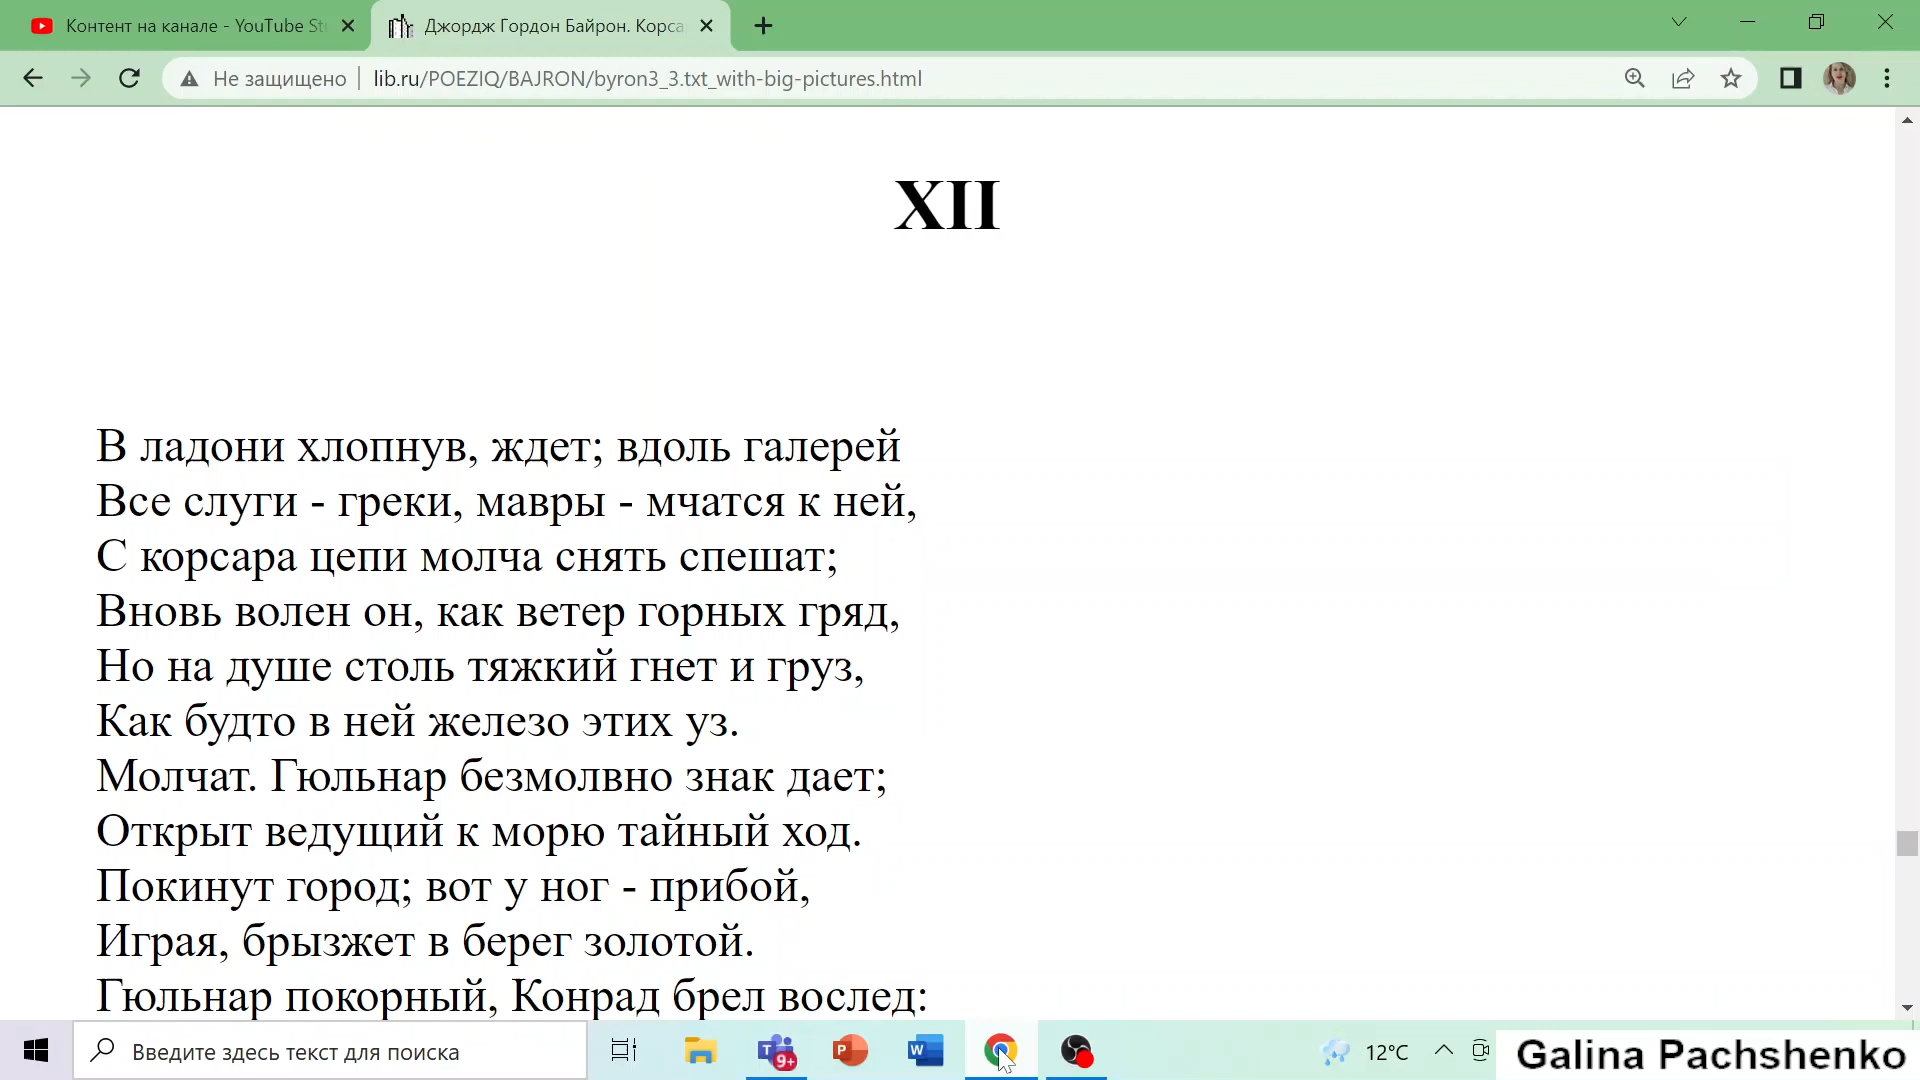 Контент на канале - YouTube St
Джордж Гордон Байрон. Корса
Не защищено
lib.ru/POEZIQ/BAJRON/byron3_3.txt_with-big-pictures.html
XII
В ладони хлопнув, ждет; вдоль галерей
Все слуги - греки, мавры - мчатся к ней,
С корсара цепи молча снять спешат;
Вновь волен он, как ветер горных гряд,
Но на душе столь тяжкий гнет и груз,
Как будто в ней железо этих уз.
Молчат. Гюльнар безмолвно знак дает;
Открыт ведущий к морю тайный ход.
Покинут город; вот у ног - прибой,
Играя, брызжет в берег золотой.
Гюльнар покорный, Конрад брел вослед:
Введите здесь текст для поиска
9+
12°C
Galina Pachshenko